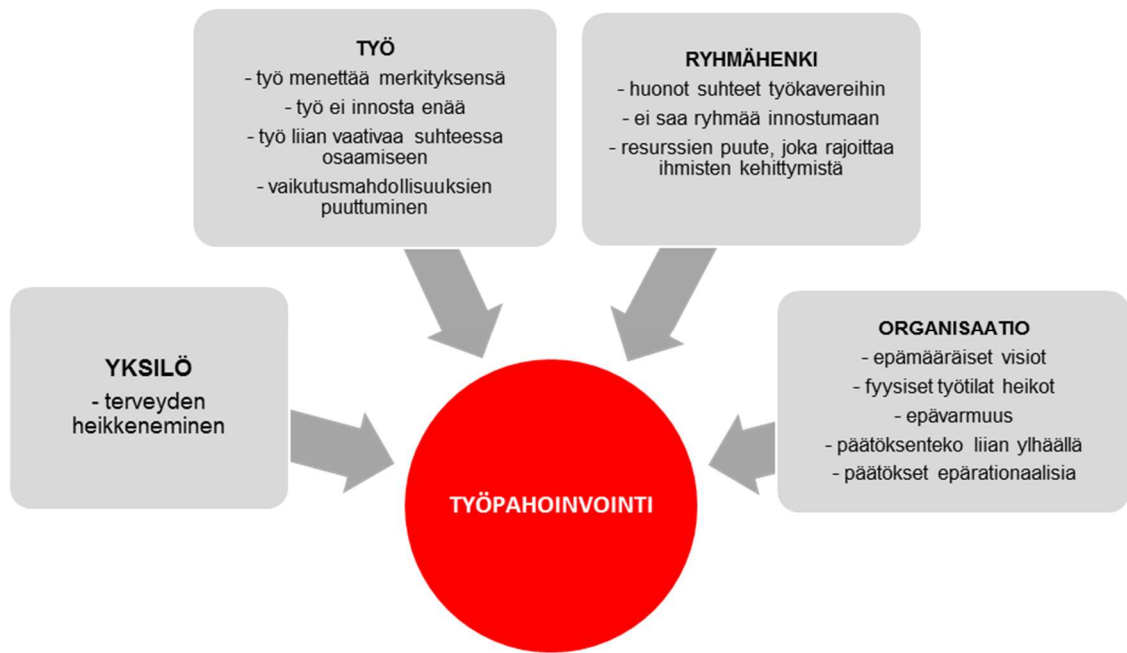 TYÖ
- työ menettää merkityksensä
- työ ei innosta enää
- työ liian vaativaa suhteessa
osaamiseen
- vaikutusmahdollisuuksien
puuttuminen
RYHMÄHENKI
- huonot suhteet työkavereihin
- ei saa ryhmää innostumaan
- resurssien puute, joka rajoittaa
ihmisten kehittymistä
YKSILÖ
- terveyden
heikkeneminen
ORGANISAATIO
- epämääräiset visiot
- fyysiset työtilat heikot
- epävarmuus
- päätöksenteko liian ylhäällä
- päätökset epärationaalisia
TYÖPAHOINVOINTI